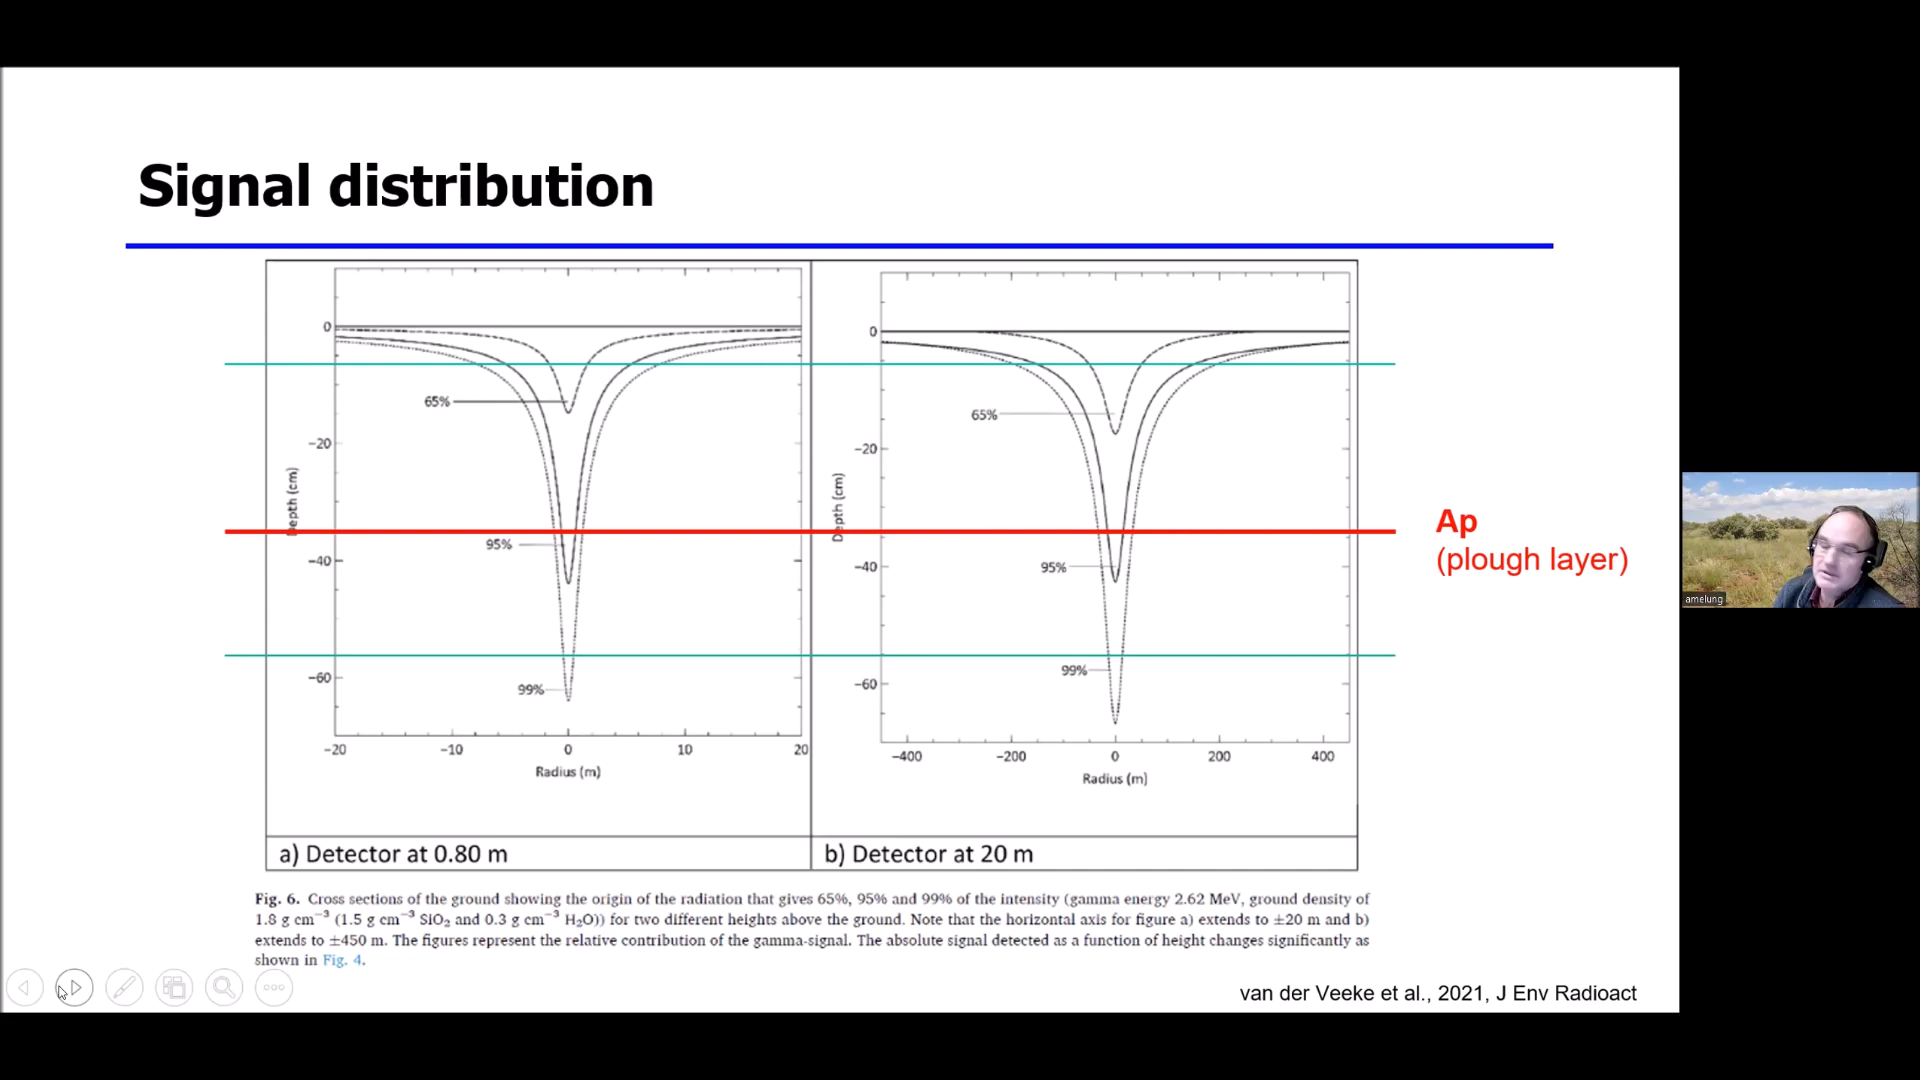 Signal distribution
0
65%
−20
Depth (cm)
95%
−40
99%
−60
−20
−10
0
10
20
Radius (m)
0
65%
−20
Depth (cm)
95%
−40
99%
−60
−400
−200
0
200
400
Radius (m)
a) Detector at 0.80 m
b) Detector at 20 m
Ap
(plough layer)
amelung
Fig. 6. Cross sections of the ground showing the origin of the radiation that gives 65%, 95% and 99% of the intensity (gamma energy 2.62 MeV, ground density of
1.8 g cm⁻³ (1.5 g cm⁻³ SiO₂ and 0.3 g cm⁻³ H₂O)) for two different heights above the ground. Note that the horizontal axis for figure a) extends to ±20 m and b)
extends to ±450 m. The figures represent the relative contribution of the gamma-signal. The absolute signal detected as a function of height changes significantly as
shown in Fig. 4.
van der Veeke et al., 2021, J Env Radioact